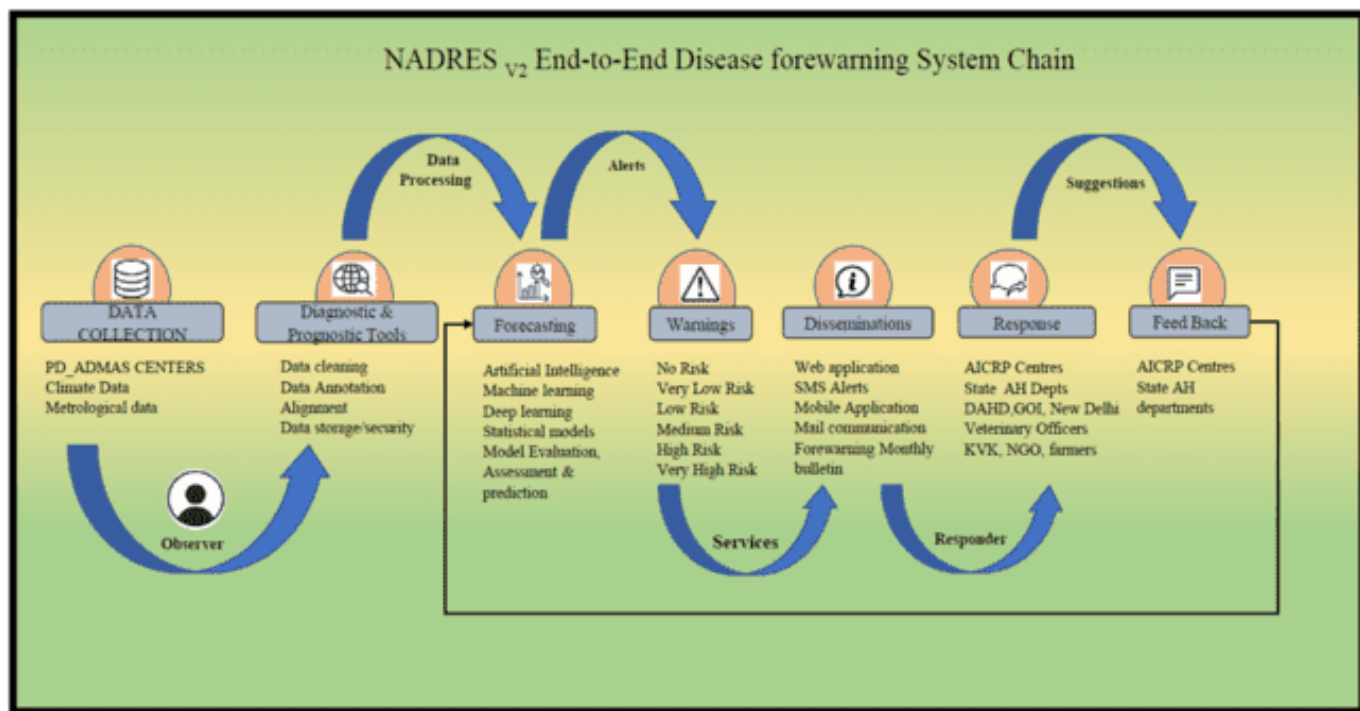 NADRES V2 End-to-End Disease forewarning System Chain
Data
Processing
Alerts
Suggestions
DATA
COLLECTION
PD_ADMAS CENTERS
Climate Data
Metrological data
Observer
Diagnostic &
Prognostic Tools
Data cleaning
Data Annotation
Alignment
Data storage/security
Forecasting
Artificial Intelligence
Machine learning
Deep learning
Statistical models
Model Evaluation,
Assessment &
prediction
Warnings
No Risk
Very Low Risk
Low Risk
Medium Risk
High Risk
Very High Risk
Services
Disseminations
Web application
SMS Alerts
Mobile Application
Mail communication
Forewarning Monthly
bulletin
Responder
Response
AICRP Centres
State AH Depts
DAHD,GOI, New Delhi
Veterinary Officers
KVK, NGO, farmers
Feed Back
AICRP Centres
State AH
departments